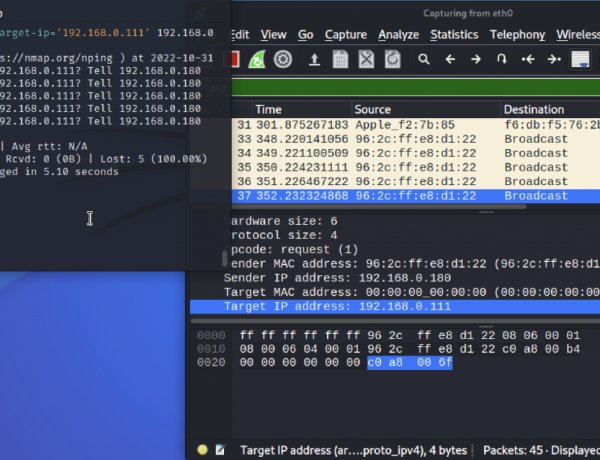 arget-ip='192.168.0.111' 192.168.0
s://nmap.org/nping ) at 2022-10-31
92.168.0.111? Tell 192.168.0.180
92.168.0.111? Tell 192.168.0.180
92.168.0.111? Tell 192.168.0.180
92.168.0.111? Tell 192.168.0.180
92.168.0.111? Tell 192.168.0.180
| Avg rtt: N/A
Rcvd: 0 (0B) | Lost: 5 (100.00%)
ged in 5.10 seconds
Capturing from eth0
Edit View Go Capture Analyze Statistics Telephony Wireles
Time Source Destination
31 301.875267183 Apple_f2:7b:85 f6:db:f5:76:2
33 348.220141056 96:2c:ff:e8:d1:22 Broadcast
34 349.221100509 96:2c:ff:e8:d1:22 Broadcast
35 350.224231111 96:2c:ff:e8:d1:22 Broadcast
36 351.226467222 96:2c:ff:e8:d1:22 Broadcast
37 352.232324868 96:2c:ff:e8:d1:22 Broadcast
ardware size: 6
rotocol size: 4
pcode: request (1)
ender MAC address: 96:2c:ff:e8:d1:22 (96:2c:ff:e8:d1
Sender IP address: 192.168.0.180
Target MAC address: 00:00:00_00:00:00 (00:00:00:00:00
Target IP address: 192.168.0.111
0000 ff ff ff ff ff ff 96 2c ff e8 d1 22 08 06 00 01
0010 08 00 06 04 00 01 96 2c ff e8 d1 22 c0 a8 00 b4
0020 00 00 00 00 00 00 c0 a8 00 6f
Target IP address (ar....proto_ipv4), 4 bytes Packets: 45 · Displayed